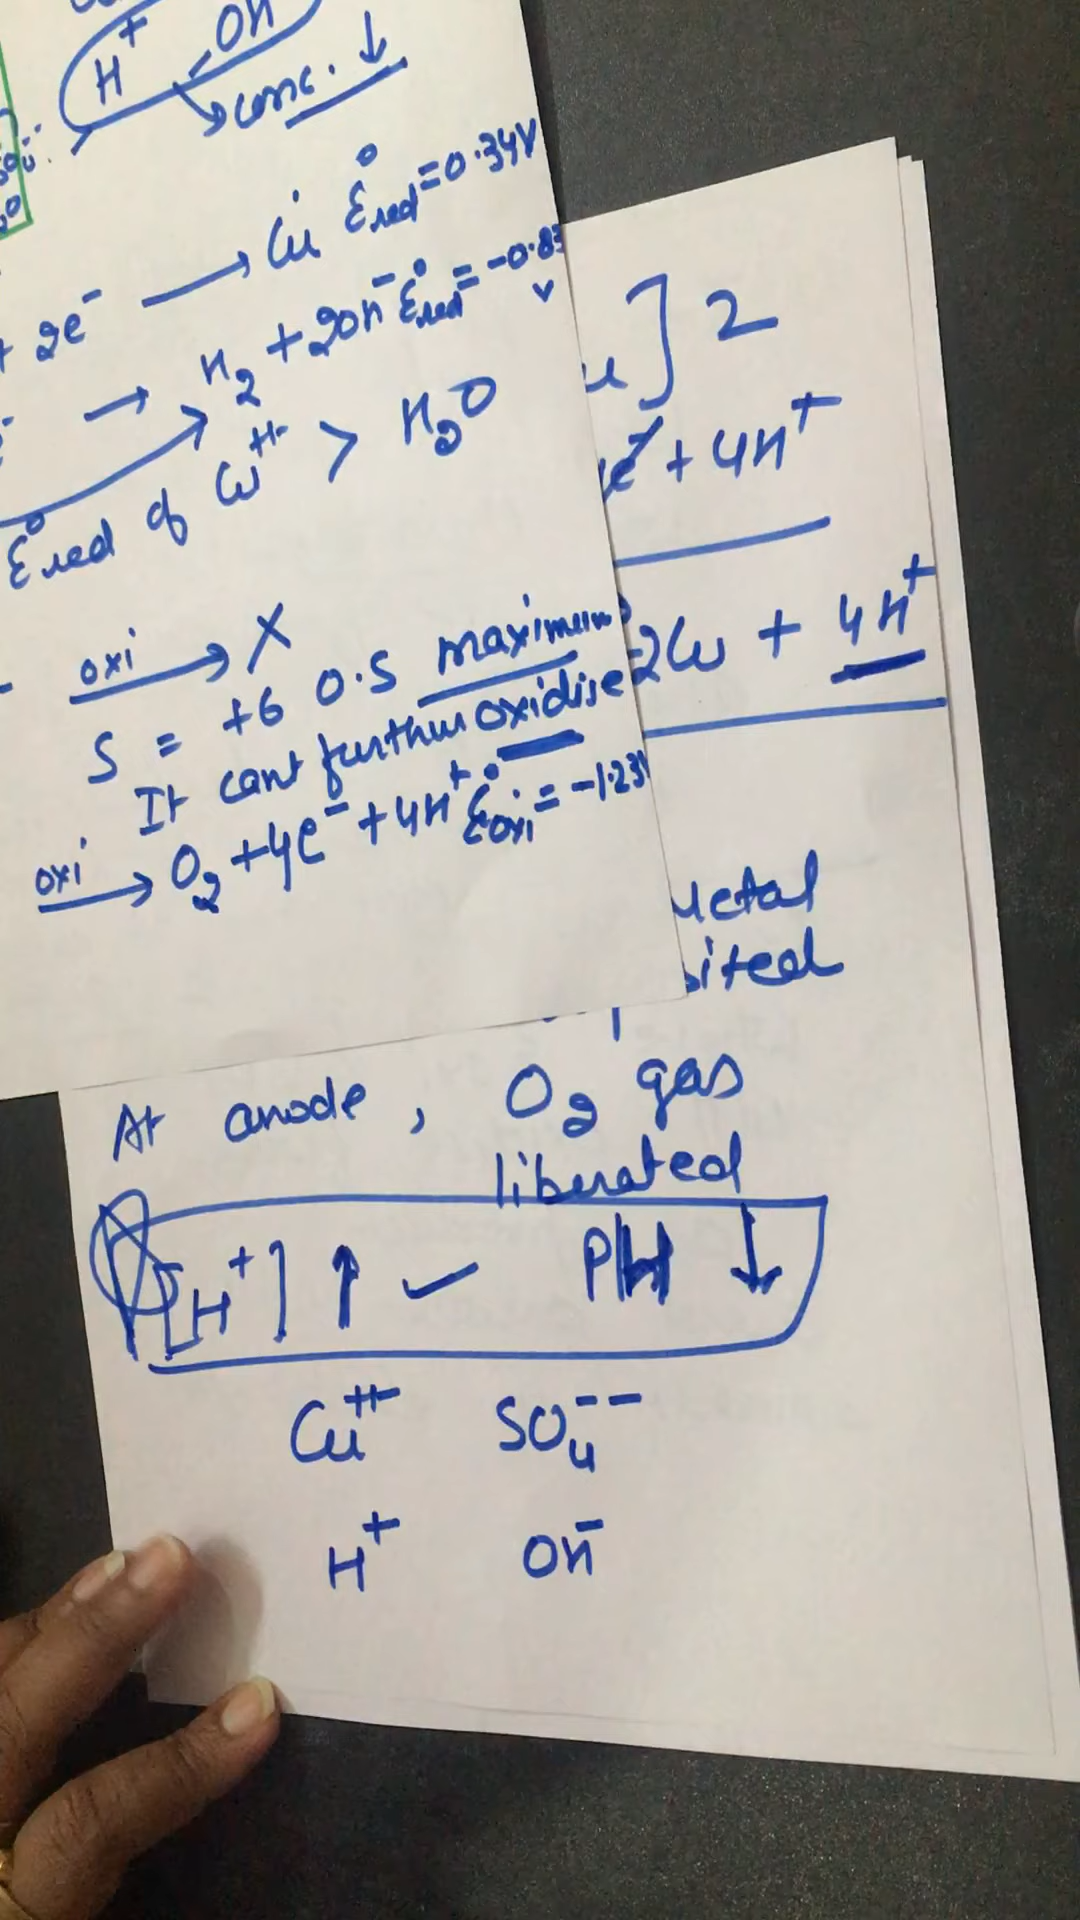 H⁺ OH⁻
conc. ↓
+ 2e⁻ → Cu E°red = 0.34V
→ H₂ + 2OH⁻ E°red = -0.83
V
E°red of Cu⁺⁺ > H₂O
oxi → X
S = +6 O.S maximum
It cant further oxidise
oxi → O₂ + 4e⁻ + 4H⁺ E°oxi = -1.23V
] 2
e⁻ + 4H⁺
2Cu + 4H⁺
Metal
sited
At anode, O₂ gas
liberated
[H⁺] ↑ ✓ PH ↓
Cu⁺⁺ SO₄⁻⁻
H⁺ OH⁻